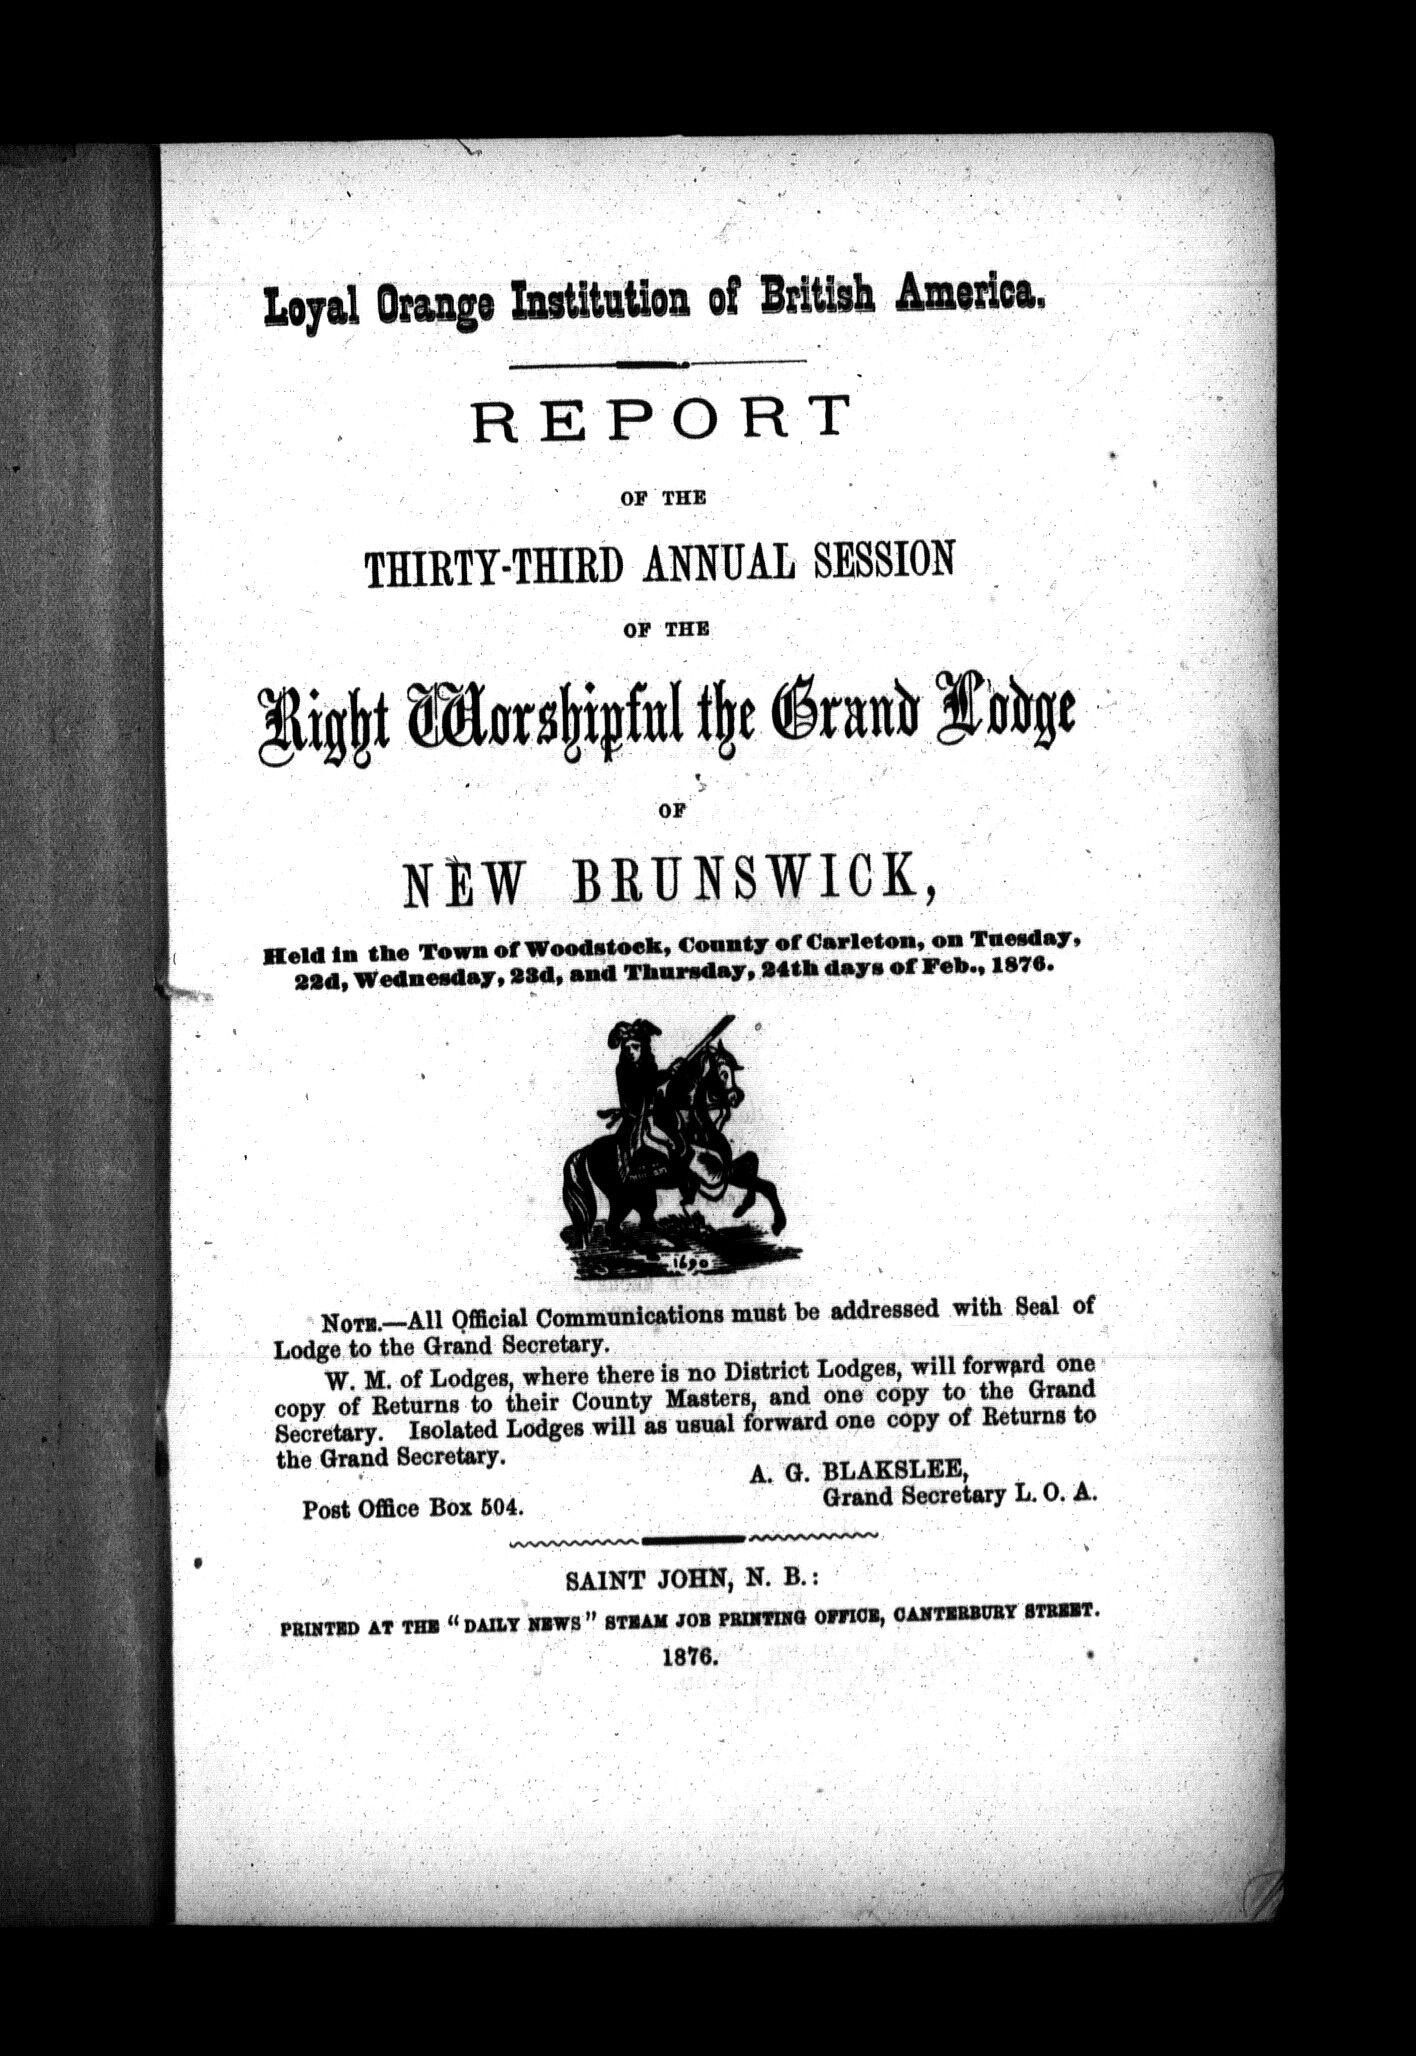 Loyal Orange Institution of British America.
REPORT
OF THE
THIRTY-THIRD ANNUAL SESSION
OF THE
Right Worshipful the Grand Lodge
OF
NEW BRUNSWICK,
Held in the Town of Woodstock, County of Carleton, on Tuesday,
22d, Wednesday, 23d, and Thursday, 24th days of Feb., 1876.
1690
NOTE.—All Official Communications must be addressed with Seal of
Lodge to the Grand Secretary.
W. M. of Lodges, where there is no District Lodges, will forward one
copy of Returns to their County Masters, and one copy to the Grand
Secretary. Isolated Lodges will as usual forward one copy of Returns to
the Grand Secretary.
A. G. BLAKSLEE,
Grand Secretary L. O. A.
Post Office Box 504.
SAINT JOHN, N. B.:
PRINTED AT THE "DAILY NEWS" STEAM JOB PRINTING OFFICE, CANTERBURY STREET.
1876.